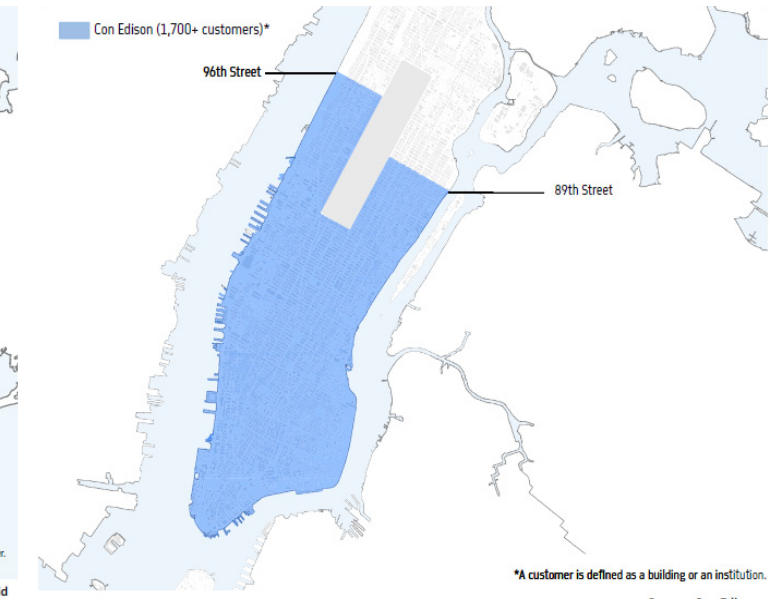 Con Edison (1,700+ customers)*
96th Street
89th Street
*A customer is defined as a building or an institution.